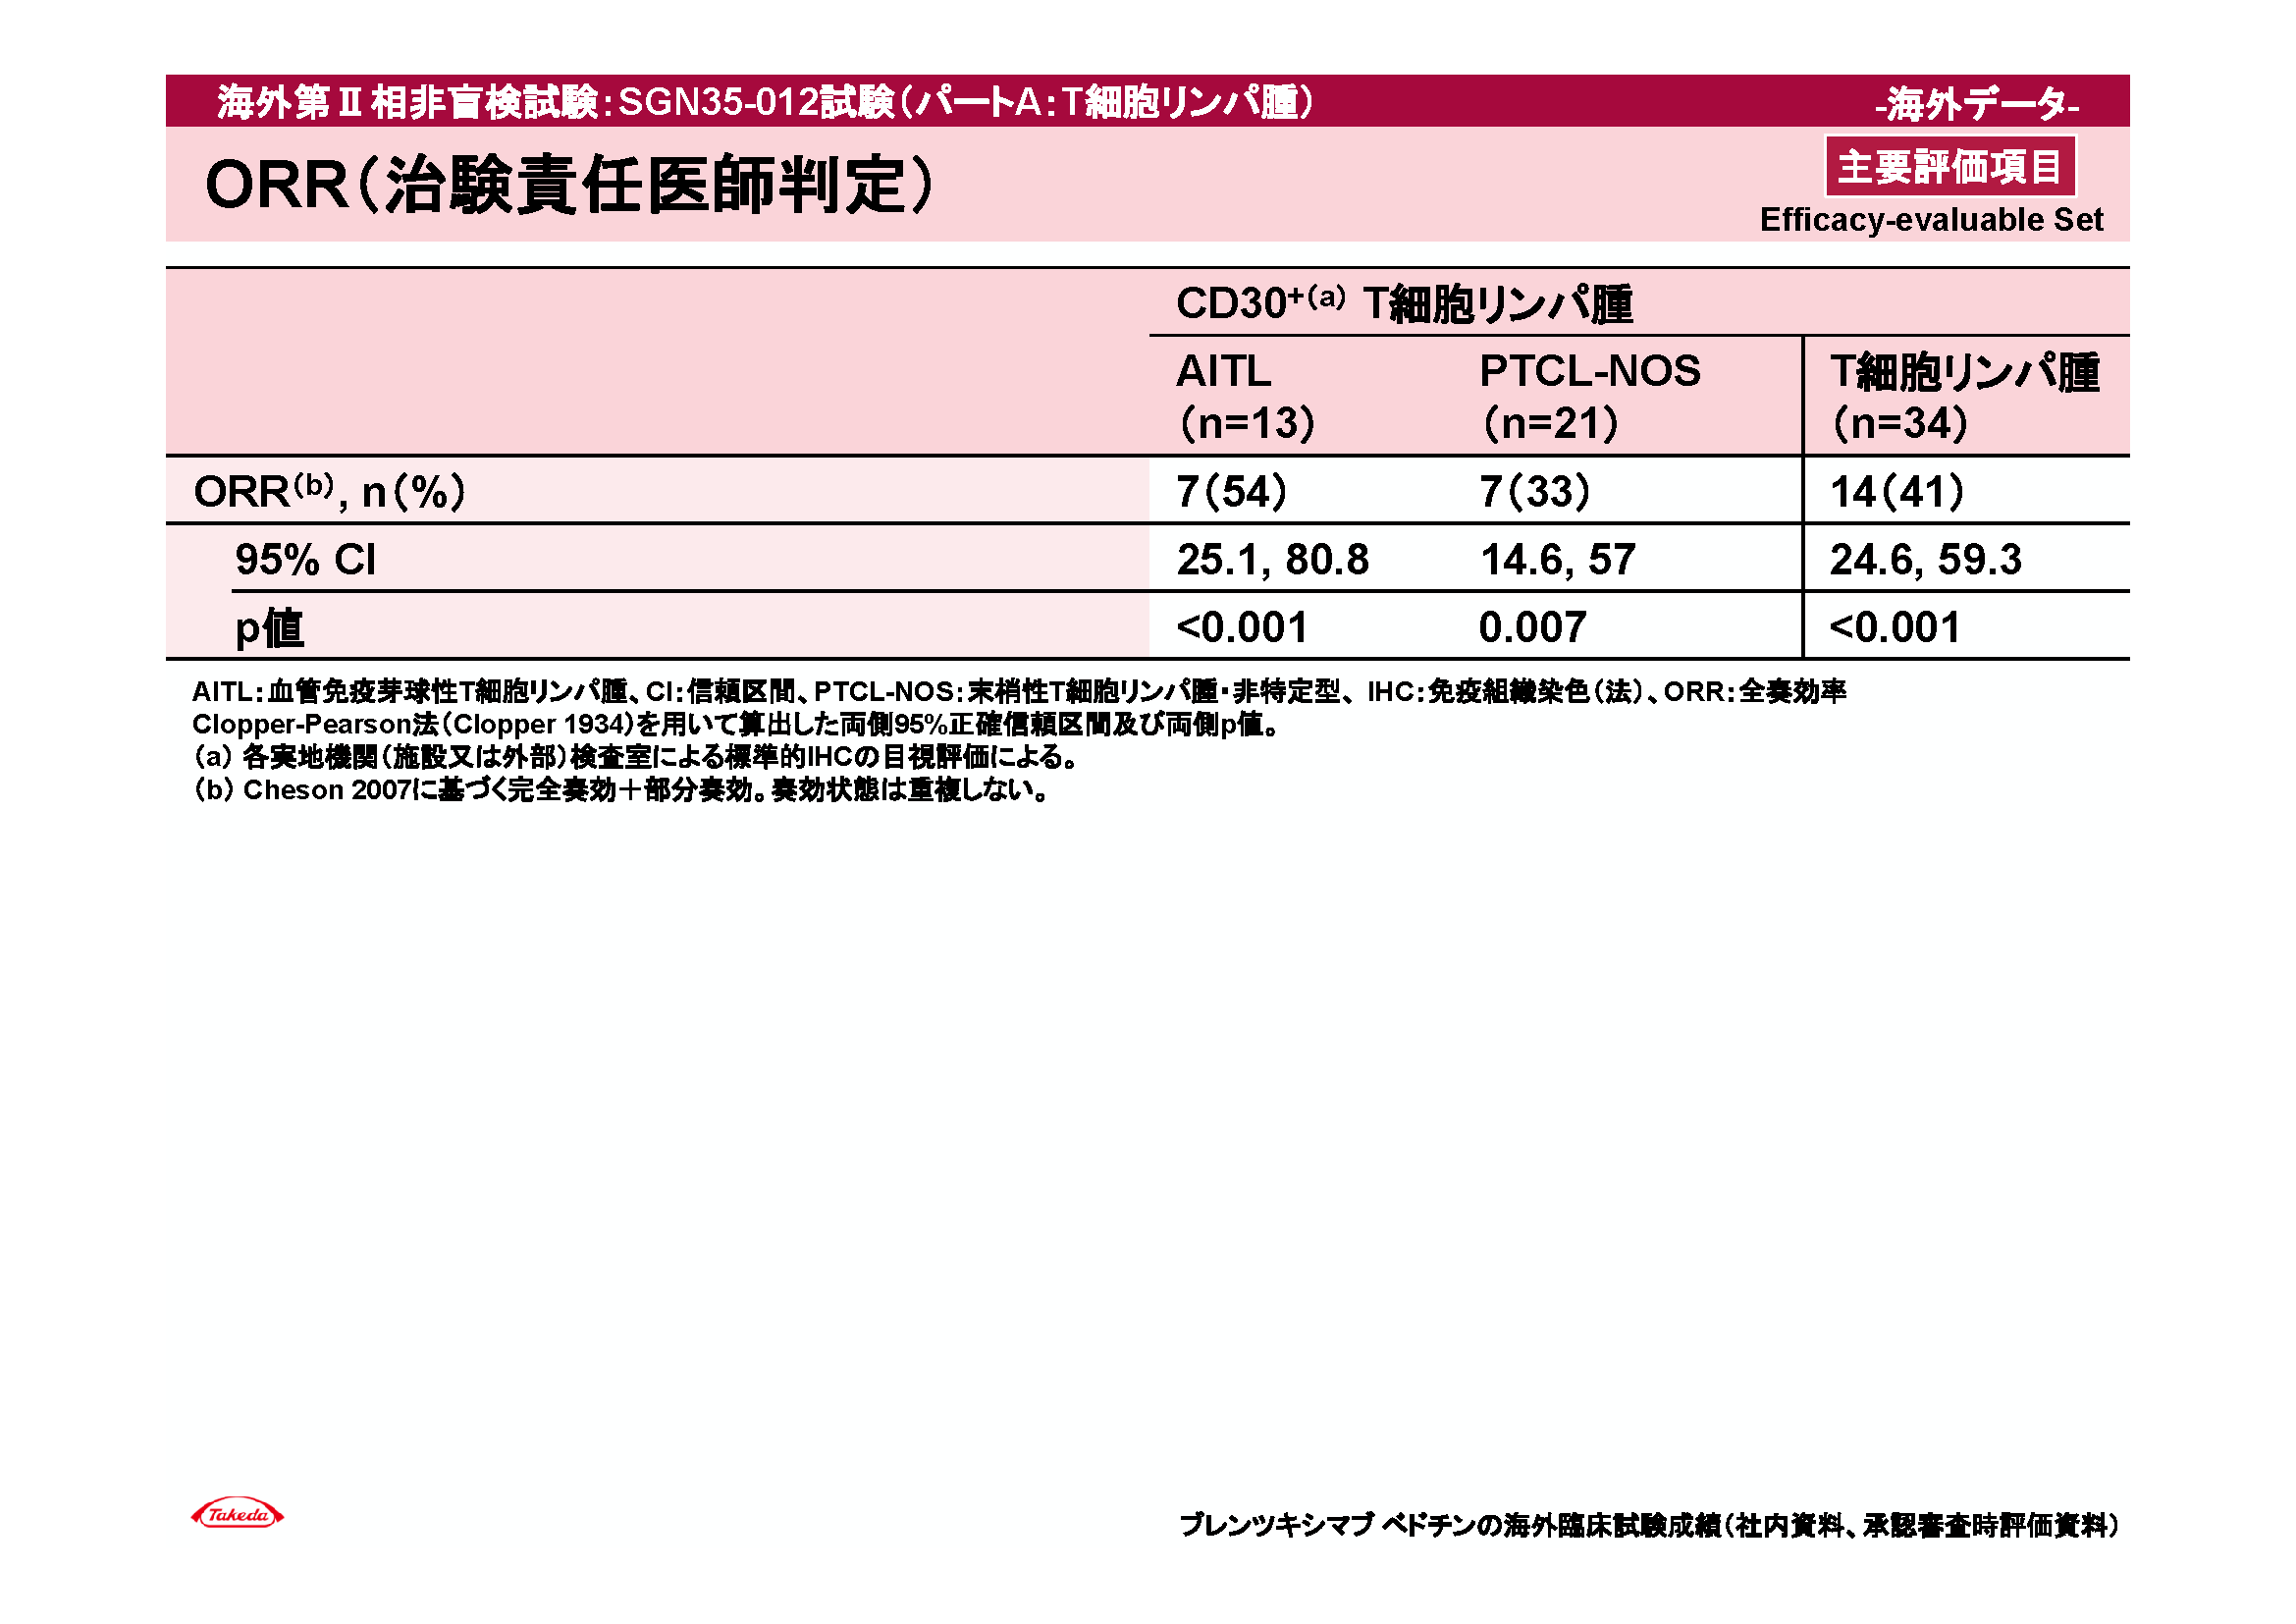 海外第Ⅱ相非盲検試験：SGN35-012試験（パートA：T細胞リンパ腫）
-海外データ-
ORR（治験責任医師判定）
主要評価項目
Efficacy-evaluable Set
CD30+（a） T細胞リンパ腫
AITL PTCL-NOS T細胞リンパ腫
（n=13） （n=21） （n=34）
ORR（b）, n（%） 7（54） 7（33） 14（41）
95% CI 25.1, 80.8 14.6, 57 24.6, 59.3
p値 <0.001 0.007 <0.001
AITL：血管免疫芽球性T細胞リンパ腫、CI：信頼区間、PTCL-NOS：末梢性T細胞リンパ腫・非特定型、IHC：免疫組織染色（法）、ORR：全奏効率
Clopper-Pearson法（Clopper 1934）を用いて算出した両側95%正確信頼区間及び両側p値。
（a） 各実地機関（施設又は外部）検査室による標準的IHCの目視評価による。
（b） Cheson 2007に基づく完全奏効＋部分奏効。奏効状態は重複しない。
Takeda
ブレンツキシマブ ベドチンの海外臨床試験成績（社内資料、承認審査時評価資料）